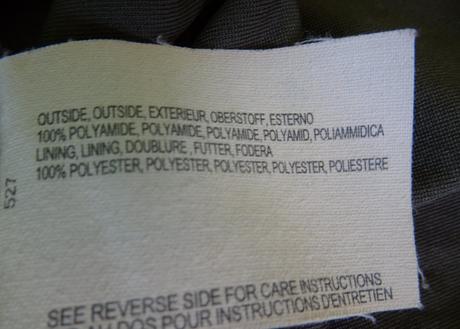 OUTSIDE, OUTSIDE, EXTERIEUR, OBERSTOFF, ESTERNO
100% POLYAMIDE, POLYAMIDE, POLYAMIDE, POLYAMID, POLIAMMIDICA
LINING, LINING, DOUBLURE, FUTTER, FODERA
100% POLYESTER, POLYESTER, POLYESTER, POLYESTER, POLIESTERE
527
SEE REVERSE SIDE FOR CARE INSTRUCTIONS
AU DOS POUR INSTRUCTIONS D'ENTRETIEN